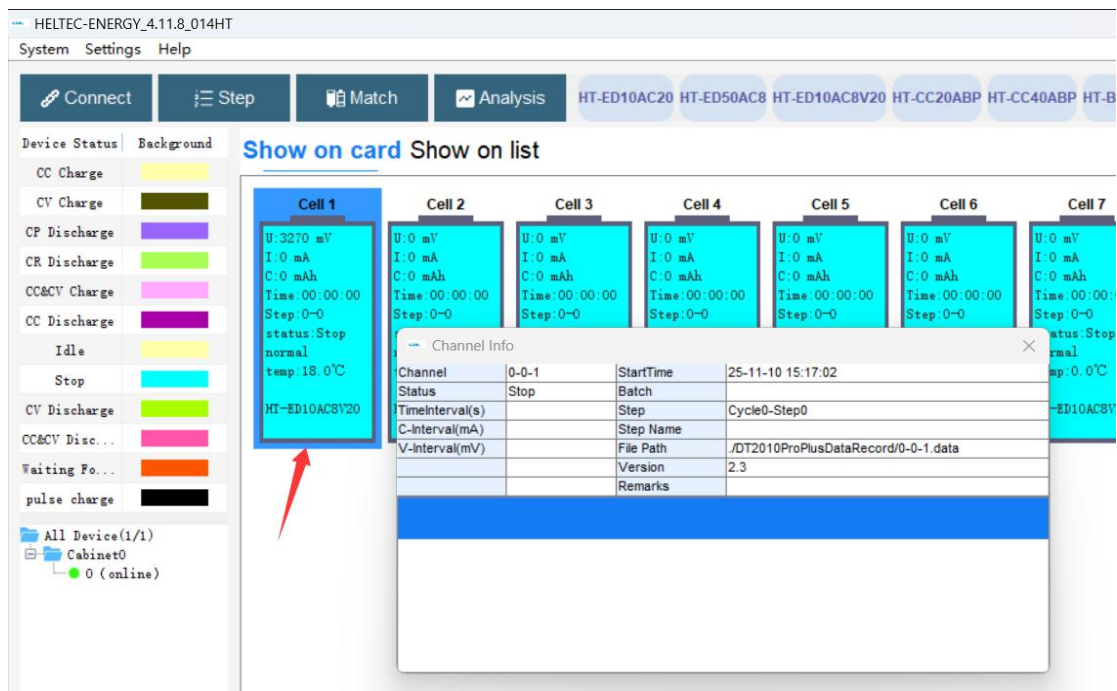 HELTEC-ENERGY_4.11.8_014HT
System Settings Help
Connect Step Match Analysis HT-ED10AC20 HT-ED50AC8 HT-ED10AC8V20 HT-CC20ABP HT-CC40ABP HT-B
Device Status Background
CC Charge
CV Charge
CP Discharge
CR Discharge
CC&CV Charge
CC Discharge
Idle
Stop
CV Discharge
CC&CV Disc...
Waiting Fo...
pulse charge
All Device(1/1)
Cabinet0
0 (online)
Show on card Show on list
Cell 1 Cell 2 Cell 3 Cell 4 Cell 5 Cell 6 Cell 7
U:3270 mV U:0 mV U:0 mV U:0 mV U:0 mV U:0 mV U:0 mV
I:0 mA I:0 mA I:0 mA I:0 mA I:0 mA I:0 mA I:0 mA
C:0 mAh C:0 mAh C:0 mAh C:0 mAh C:0 mAh C:0 mAh C:0 mAh
Time:00:00:00 Time:00:00:00 Time:00:00:00 Time:00:00:00 Time:00:00:00 Time:00:00:00 Time:00:00:
Step:0-0 Step:0-0 Step:0-0 Step:0-0 Step:0-0 Step:0-0 Step:0-0
status:Stop atus:Stop
normal rmal
temp:18.0℃ mp:0.0℃
HT-ED10AC8V20 -ED10AC8V
Channel Info
Channel 0-0-1 StartTime 25-11-10 15:17:02
Status Stop Batch
TimeInterval(s) Step Cycle0-Step0
C-Interval(mA) Step Name
V-Interval(mV) File Path ./DT2010ProPlusDataRecord/0-0-1.data
Version 2.3
Remarks